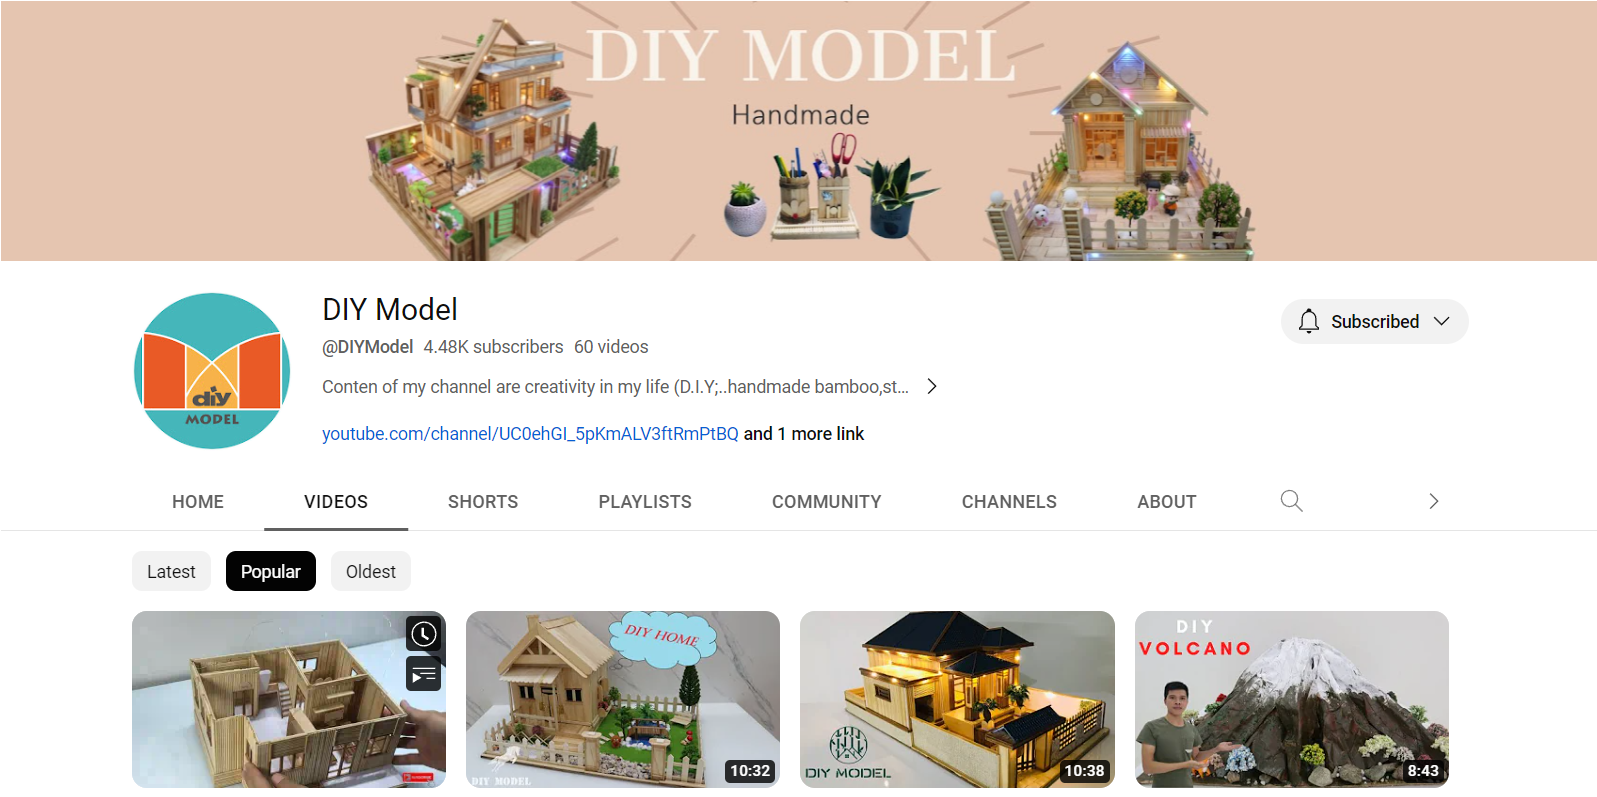 DIY MODEL
Handmade
diy
MODEL
DIY Model
@DIYModel 4.48K subscribers 60 videos
Conten of my channel are creativity in my life (D.I.Y;..handmade bamboo,st...
youtube.com/channel/UC0ehGI_5pKmALV3ftRmPtBQ and 1 more link
Subscribed
HOME VIDEOS SHORTS PLAYLISTS COMMUNITY CHANNELS ABOUT
Latest Popular Oldest
DIY HOME
DIY MODEL
10:32
DIY MODEL
10:38
DIY
VOLCANO
8:43